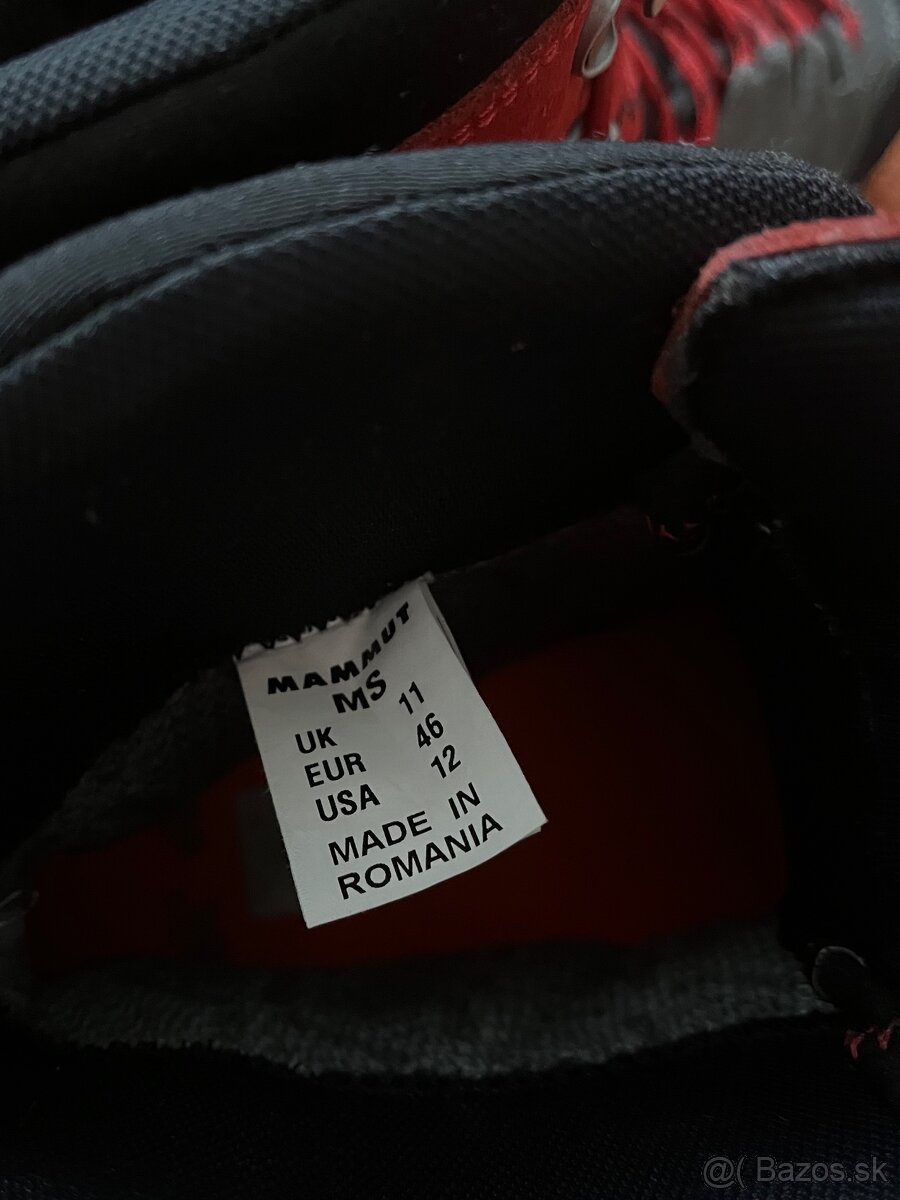 MAMMUT
MS
UK 11
EUR 46
USA 12
MADE IN
ROMANIA
@( Bazos.sk